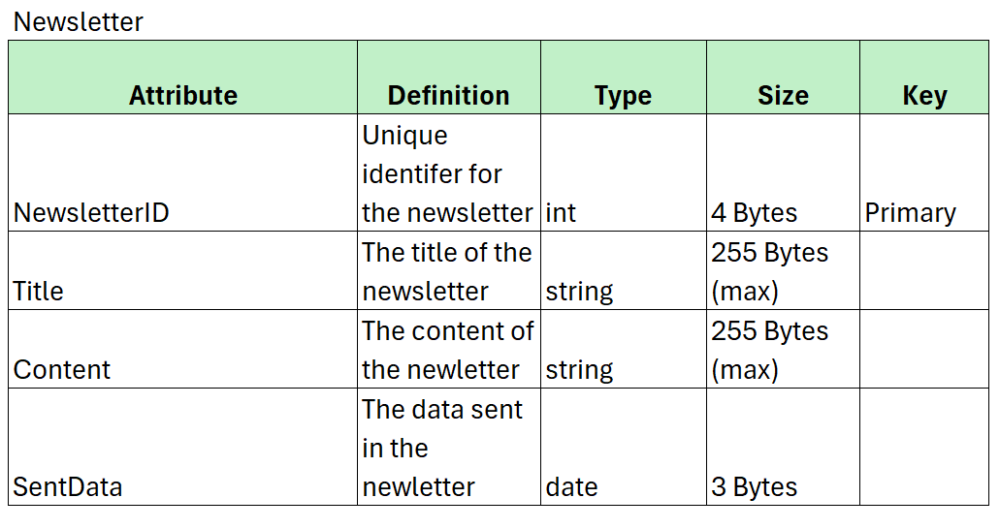 Newsletter
Attribute Definition Type Size Key
Unique
identifer for
NewsletterID the newsletter int 4 Bytes Primary
The title of the 255 Bytes
Title newsletter string (max)
The content of 255 Bytes
Content the newletter string (max)
The data sent
in the
SentData newletter date 3 Bytes